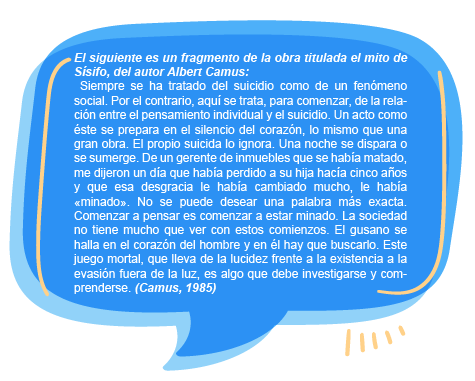 El siguiente es un fragmento de la obra titulada el mito de
Sísifo, del autor Albert Camus:
Siempre se ha tratado del suicidio como de un fenómeno
social. Por el contrario, aquí se trata, para comenzar, de la rela-
ción entre el pensamiento individual y el suicidio. Un acto como
éste se prepara en el silencio del corazón, lo mismo que una
gran obra. El propio suicida lo ignora. Una noche se dispara o
se sumerge. De un gerente de inmuebles que se había matado,
me dijeron un día que había perdido a su hija hacía cinco años
y que esa desgracia le había cambiado mucho, le había
«minado». No se puede desear una palabra más exacta.
Comenzar a pensar es comenzar a estar minado. La sociedad
no tiene mucho que ver con estos comienzos. El gusano se
halla en el corazón del hombre y en él hay que buscarlo. Este
juego mortal, que lleva de la lucidez frente a la existencia a la
evasión fuera de la luz, es algo que debe investigarse y com-
prenderse. (Camus, 1985)